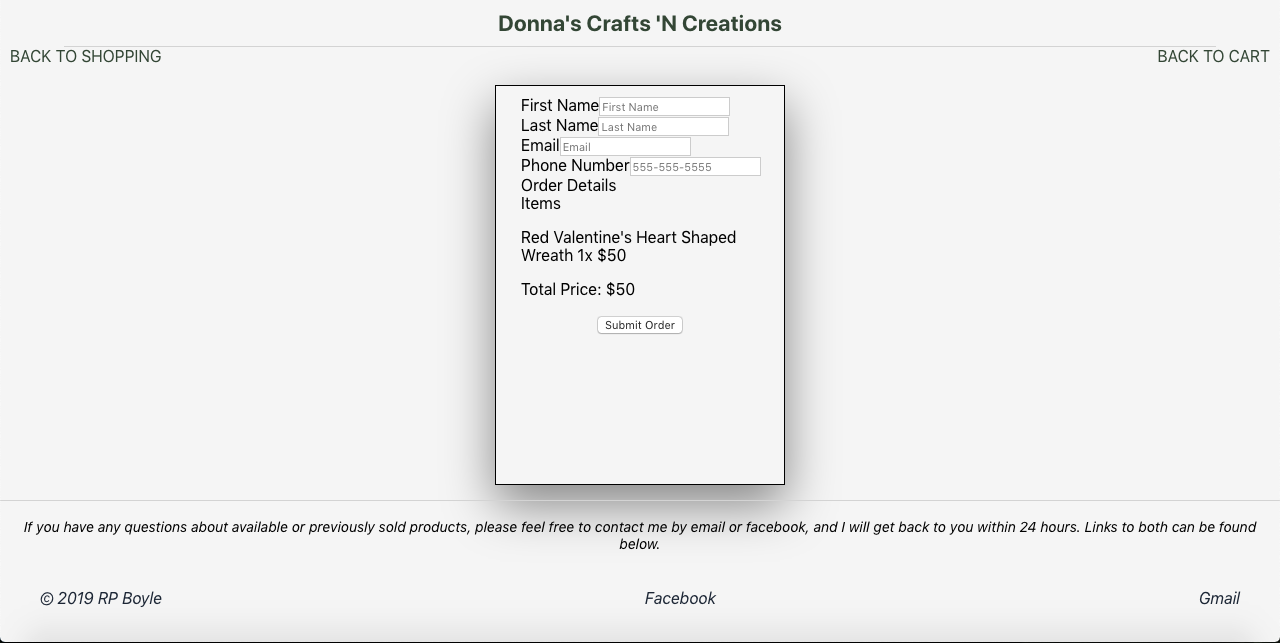 Donna's Crafts 'N Creations
BACK TO SHOPPING
BACK TO CART
First Name First Name
Last Name Last Name
Email Email
Phone Number 555-555-5555
Order Details
Items
Red Valentine's Heart Shaped
Wreath 1x $50
Total Price: $50
Submit Order
If you have any questions about available or previously sold products, please feel free to contact me by email or facebook, and I will get back to you within 24 hours. Links to both can be found
below.
© 2019 RP Boyle
Facebook
Gmail